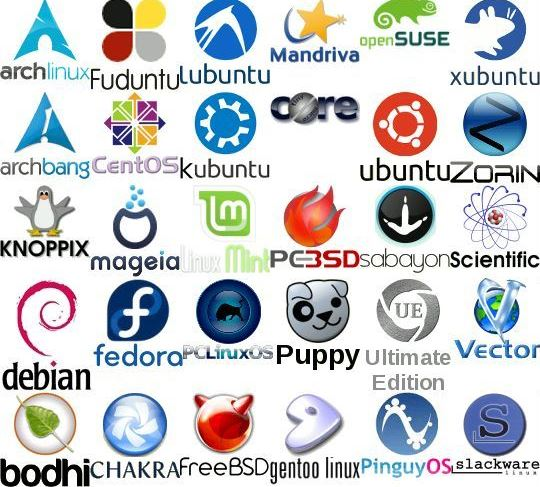 archlinux
Fuduntu
Lubuntu
Mandriva
openSUSE
xubuntu
archbang
CentOS
Kubuntu
core
ubuntu
ZORIN
KNOPPIX
mageia
Linux Mint
PCBSD
sabayon
Scientific
debian
fedora
PCLinuxOS
Puppy
UE
Ultimate
Edition
V
Vector
bodhi
CHAKRA
FreeBSD
gentoo linux
PinguyOS
S
slackware
linux